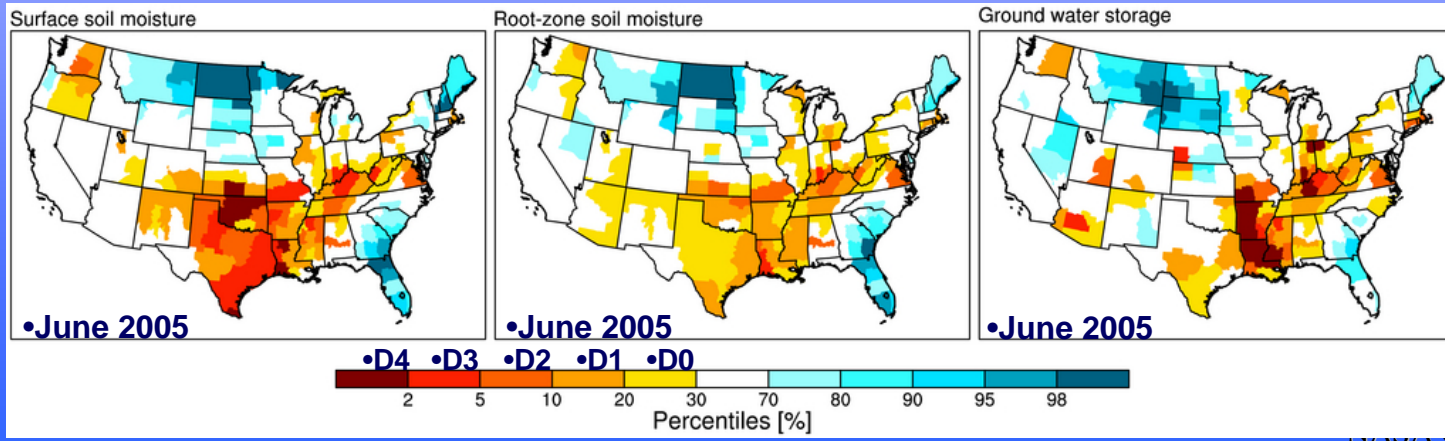 Surface soil moisture
Root-zone soil moisture
Ground water storage
•June 2005
•June 2005
•June 2005
•D4 •D3 •D2 •D1 •D0
2 5 10 20 30 70 80 90 95 98
Percentiles [%]